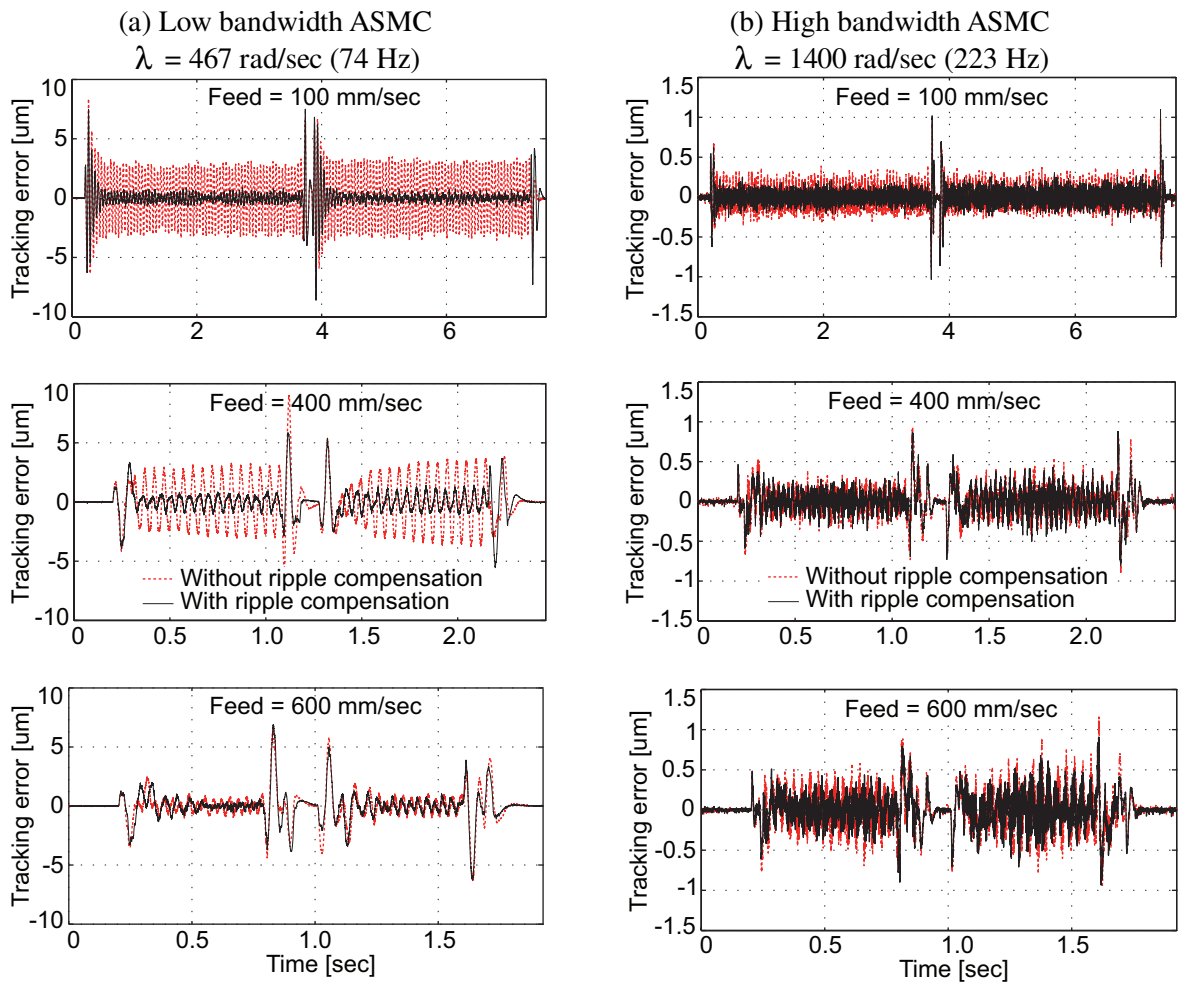 (a) Low bandwidth ASMC
λ = 467 rad/sec (74 Hz)
Feed = 100 mm/sec
Tracking error [um]
10
5
0
-5
-10
0 2 4 6
Feed = 400 mm/sec
Tracking error [um]
10
5
0
-5
-10
Without ripple compensation
With ripple compensation
0 0.5 1.0 1.5 2.0
Feed = 600 mm/sec
Tracking error [um]
10
5
0
-5
-10
0 0.5 1.0 1.5
Time [sec]
(b) High bandwidth ASMC
λ = 1400 rad/sec (223 Hz)
Feed = 100 mm/sec
Tracking error [um]
1.5
1
0.5
0
-0.5
-1
-1.5
0 2 4 6
Feed = 400 mm/sec
Tracking error [um]
1.5
1
0.5
0
-0.5
-1
-1.5
Without ripple compensation
With ripple compensation
0 0.5 1.0 1.5 2.0
Feed = 600 mm/sec
Tracking error [um]
1.5
1
0.5
0
-0.5
-1
-1.5
0 0.5 1.0 1.5
Time [sec]